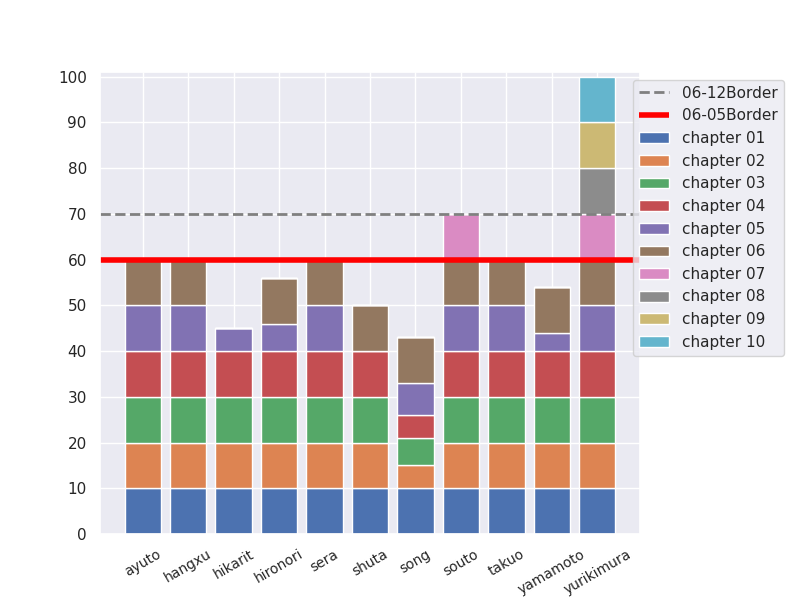 100
90
80
70
60
50
40
30
20
10
0
ayuto
hangxu
hikarit
hironori
sera
shuta
song
souto
takuo
yamamoto
yurikimura
06-12Border
06-05Border
chapter 01
chapter 02
chapter 03
chapter 04
chapter 05
chapter 06
chapter 07
chapter 08
chapter 09
chapter 10